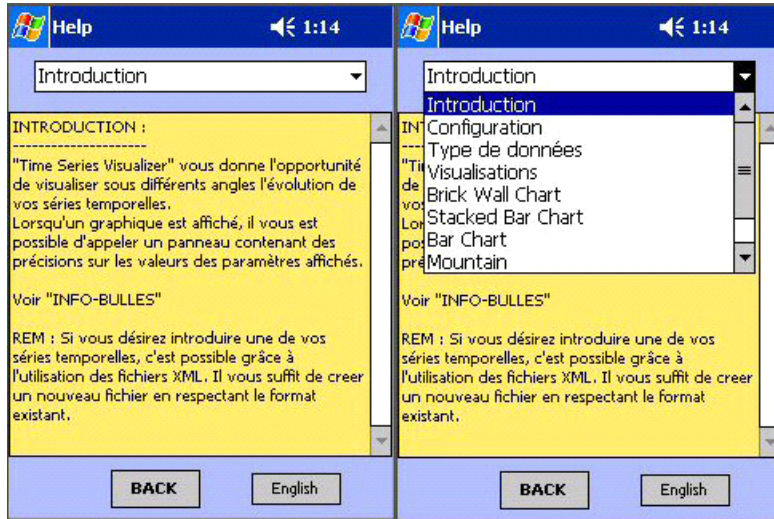 Help 1:14
Introduction
INTRODUCTION :
---------------------
"Time Series Visualizer" vous donne l'opportunité
de visualiser sous différents angles l'évolution de
vos séries temporelles.
Lorsqu'un graphique est affiché, il vous est
possible d'appeler un panneau contenant des
précisions sur les valeurs des paramètres affichés.
Voir "INFO-BULLES"
REM : Si vous désirez introduire une de vos
séries temporelles, c'est possible grâce à
l'utilisation des fichiers XML. Il vous suffit de creer
un nouveau fichier en respectant le format
existant.
BACK English
Help 1:14
Introduction
Introduction
Configuration
Type de données
Visualisations
Brick Wall Chart
Stacked Bar Chart
Bar Chart
Mountain
Voir "INFO-BULLES"
REM : Si vous désirez introduire une de vos
séries temporelles, c'est possible grâce à
l'utilisation des fichiers XML. Il vous suffit de creer
un nouveau fichier en respectant le format
existant.
BACK English